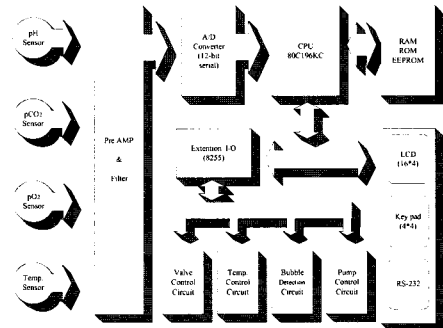 pH
Sensor
pCO2
Sensor
pO2
Sensor
Temp.
Sensor
Pre AMP
&
Filter
A/D
Converter
(12-bit
serial)
CPU
80C196KC
RAM
ROM
EEPROM
Extention I/O
(8255)
LCD
(16*4)
Key pad
(4*4)
RS-232
Valve
Control
Circuit
Temp.
Control
Circuit
Bubble
Detection
Circuit
Pump
Control
Circuit